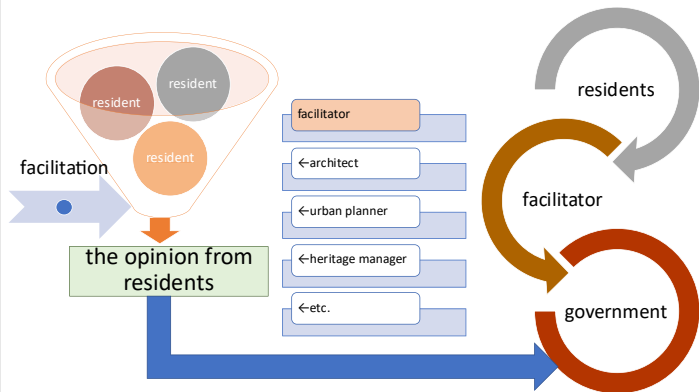 resident
resident
resident
facilitation
the opinion from
residents
facilitator
←architect
←urban planner
←heritage manager
←etc.
residents
facilitator
government